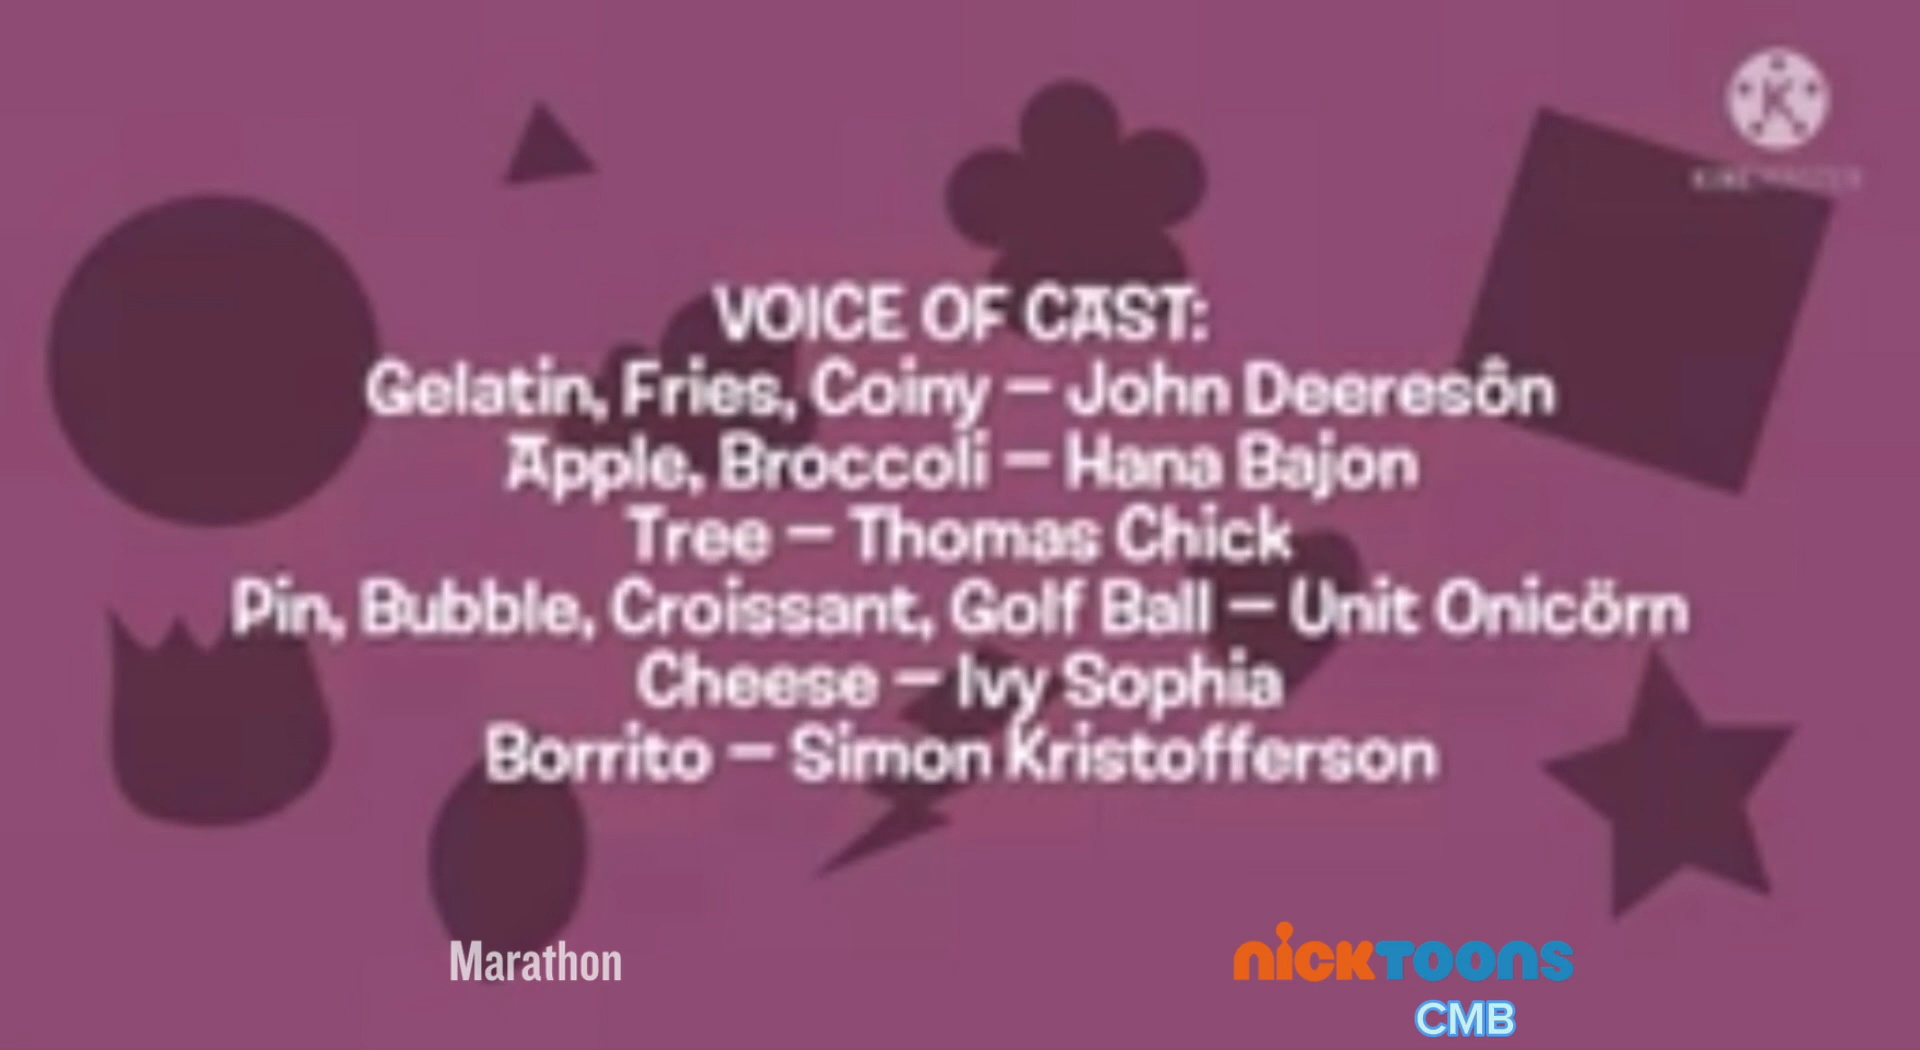 K
KINEMASTER
VOICE OF CAST:
Gelatin, Fries, Coiny – John Deeresôn
Apple, Broccoli – Hana Bajon
Tree – Thomas Chick
Pin, Bubble, Croissant, Golf Ball – Unit Onicörn
Cheese – Ivy Sophia
Borrito – Simon Kristofferson
Marathon
nickToons
CMB